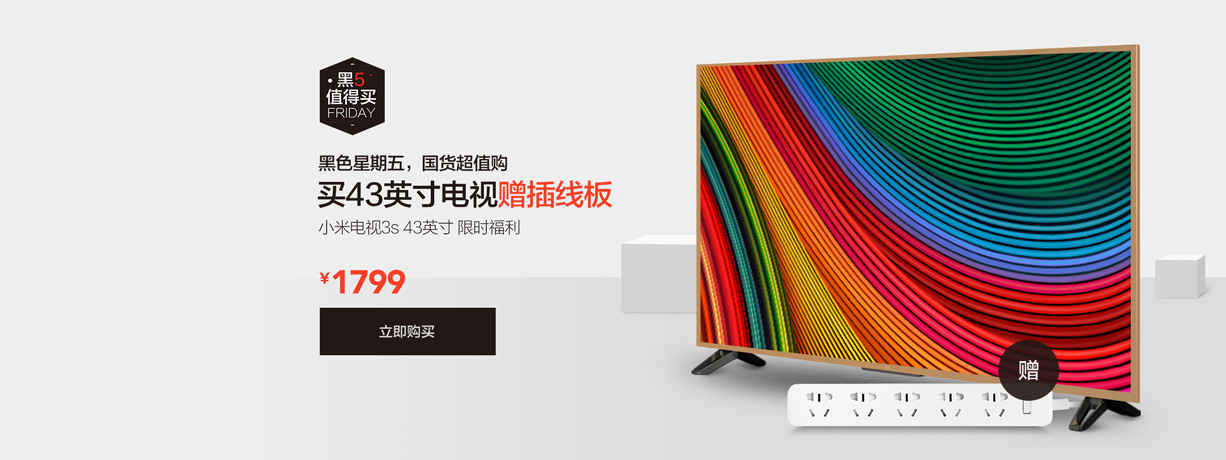 黑5
值得买
FRIDAY
黑色星期五，国货超值购
买43英寸电视赠插线板
小米电视3s 43英寸 限时福利
¥1799
立即购买
赠